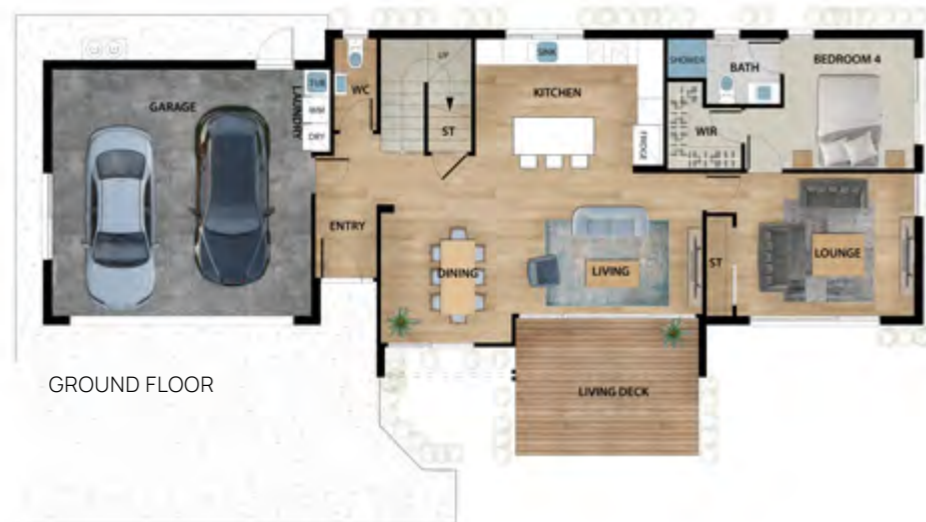 SINK
UP
SHOWER
BATH
BEDROOM 4
TUB
WC
KITCHEN
GARAGE
LAUNDRY
WM
DRY
ST
WIR
FRIDGE
ENTRY
DINING
LIVING
ST
LOUNGE
GROUND FLOOR
LIVING DECK